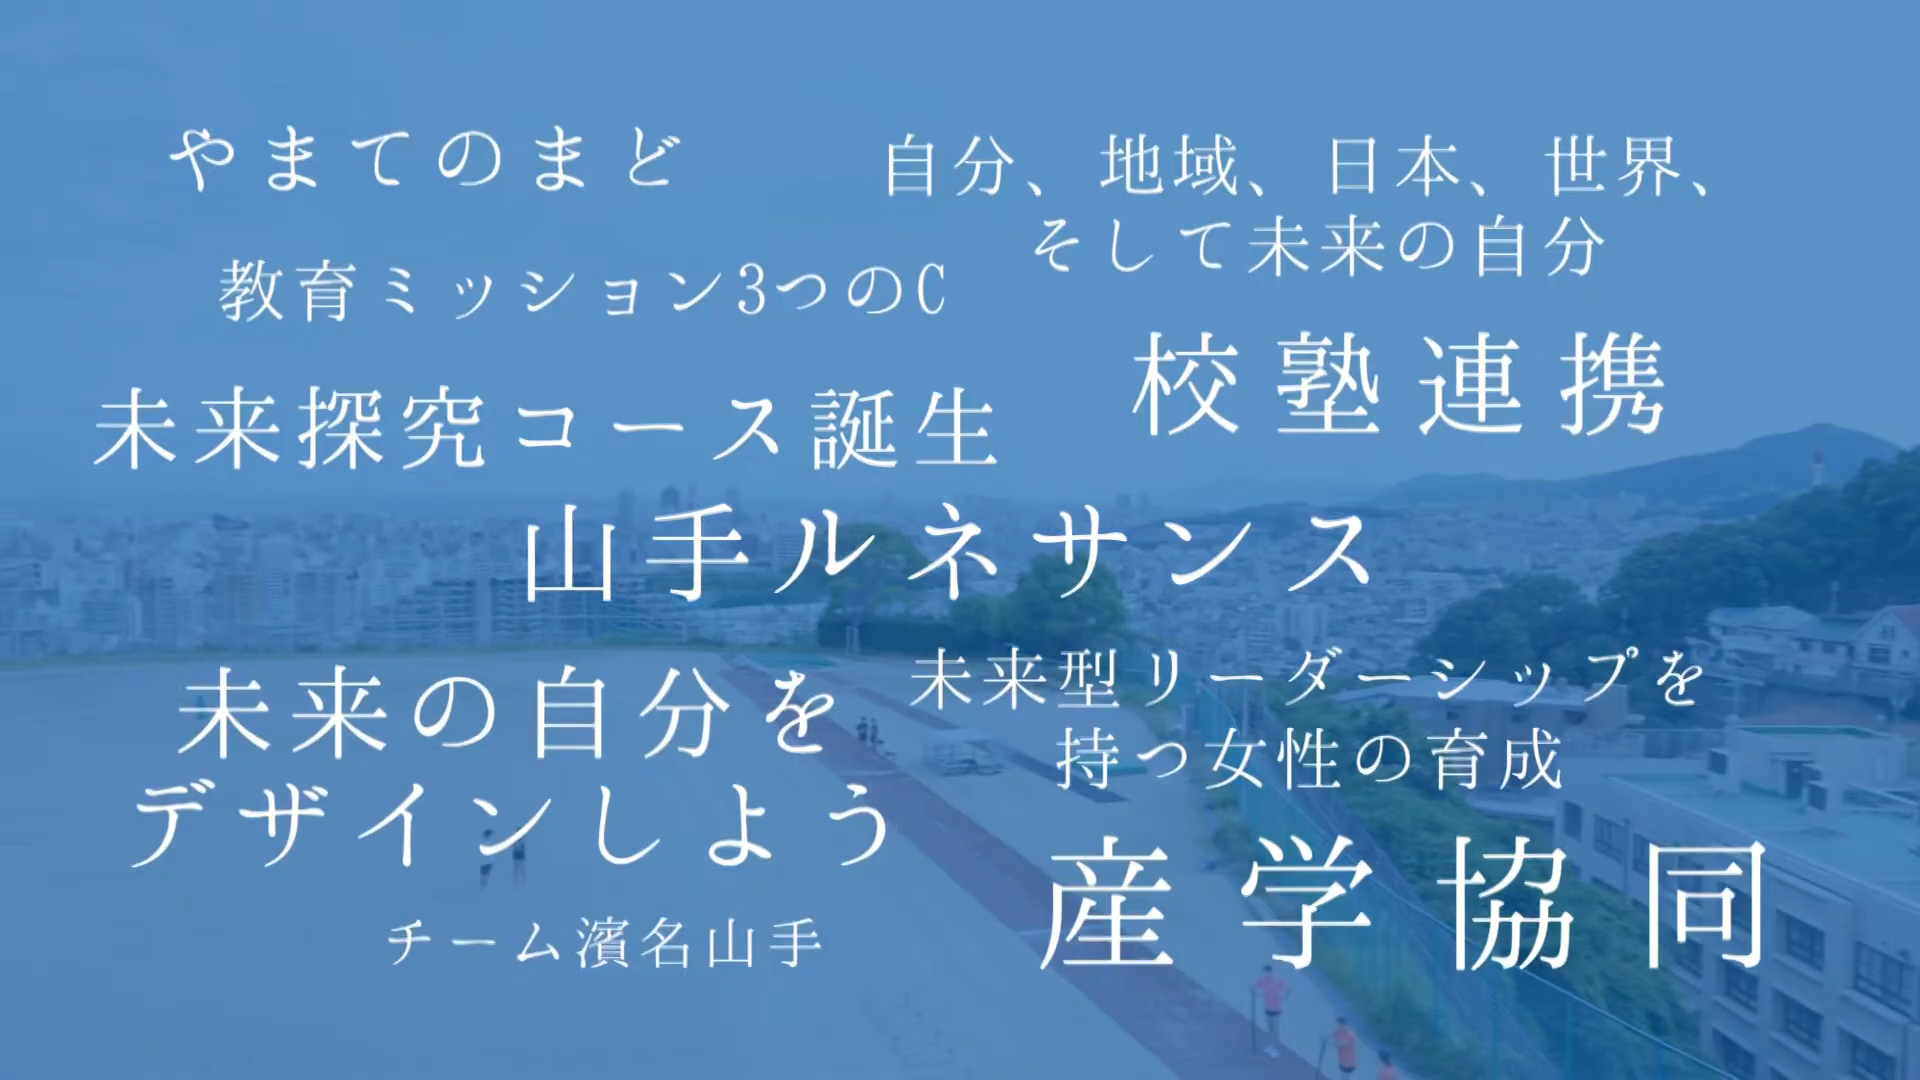 やまてのまど
自分、地域、日本、世界、
そして未来の自分
教育ミッション3つのC
校塾連携
未来探究コース誕生
山手ルネサンス
未来の自分を
デザインしよう
未来型リーダーシップを
持つ女性の育成
チーム濱名山手
産学協同